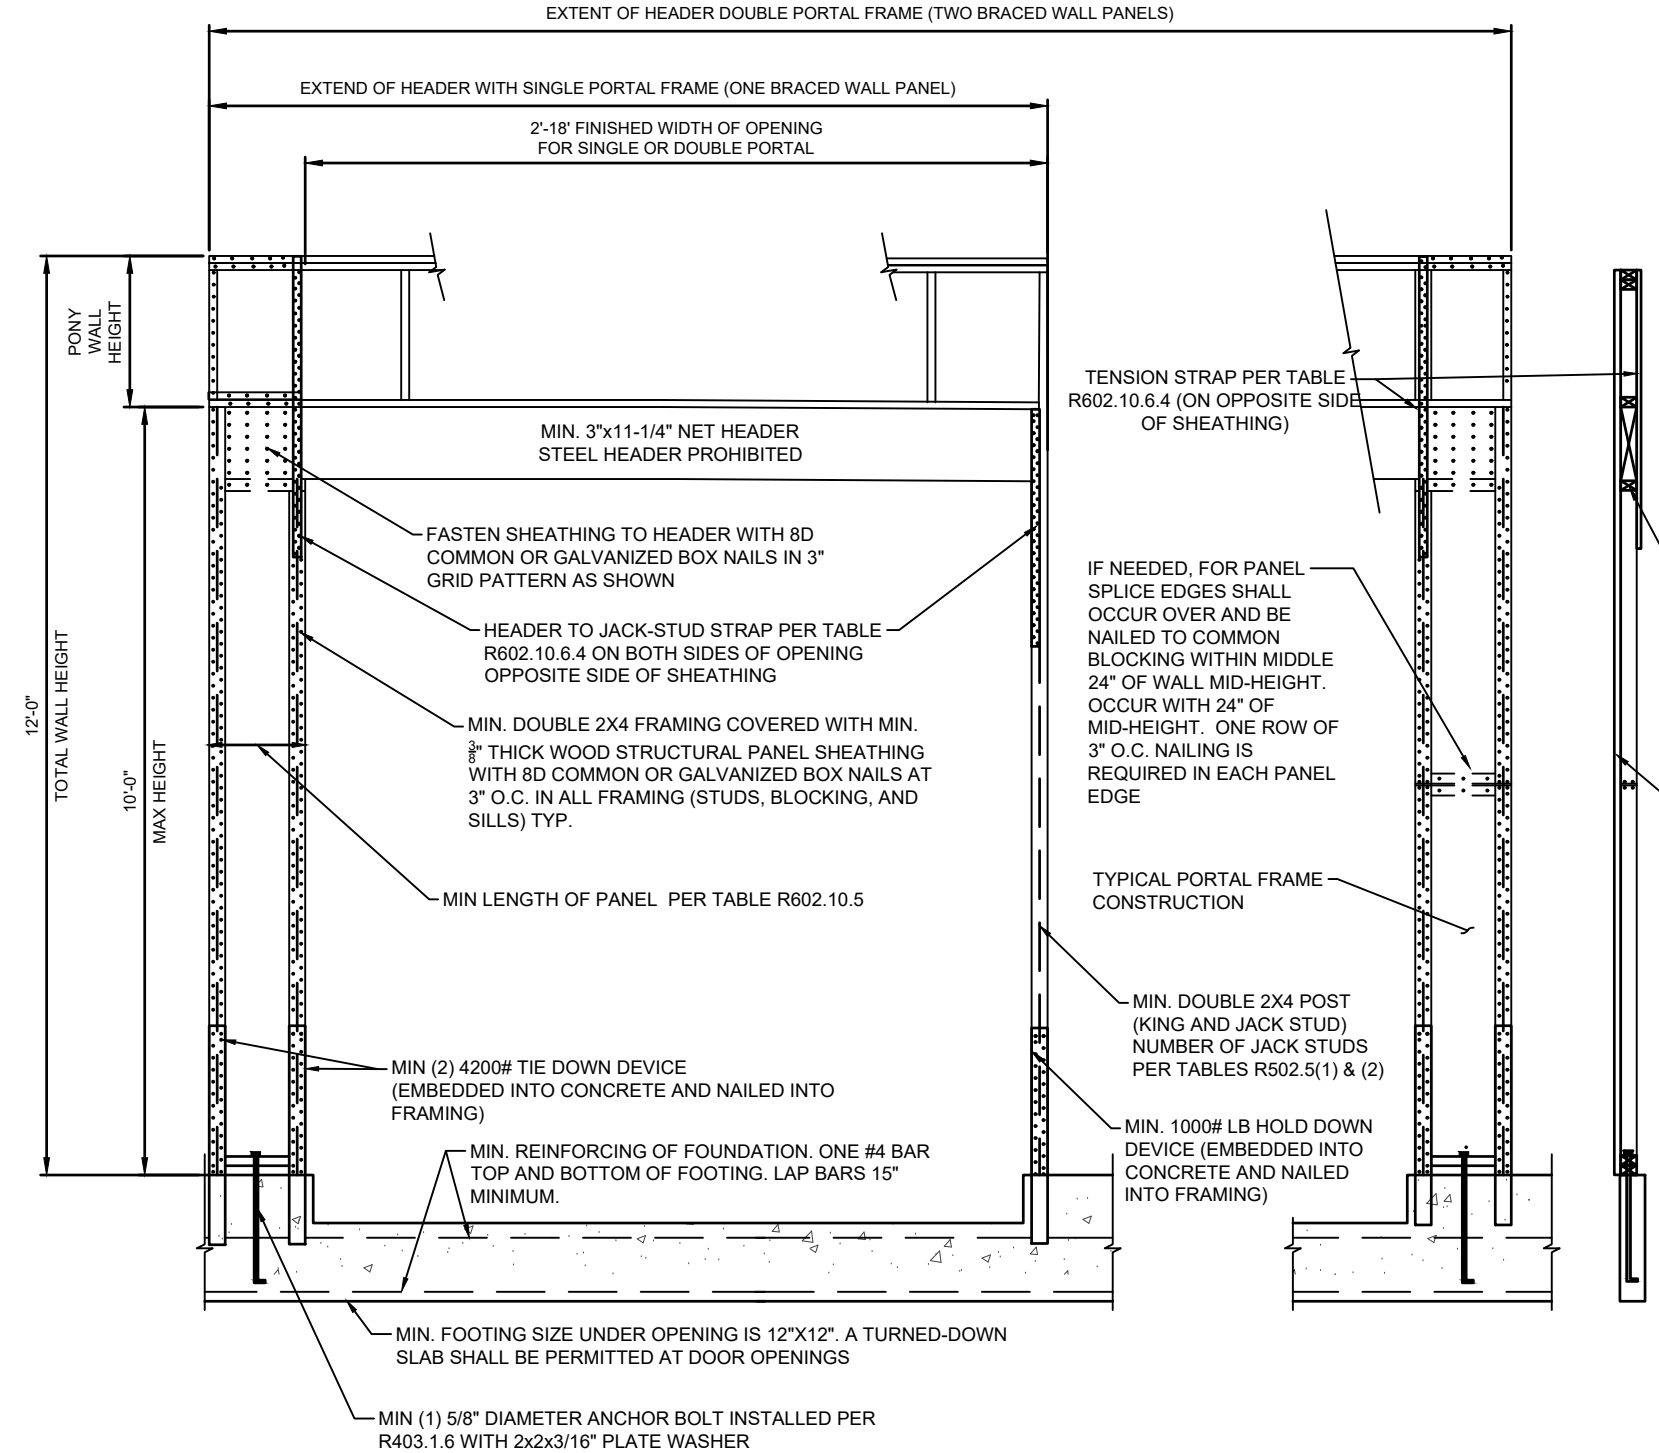 EXTENT OF HEADER DOUBLE PORTAL FRAME (TWO BRACED WALL PANELS)
EXTEND OF HEADER WITH SINGLE PORTAL FRAME (ONE BRACED WALL PANEL)
2'-18' FINISHED WIDTH OF OPENING
FOR SINGLE OR DOUBLE PORTAL
PONY
WALL
HEIGHT
12'-0"
TOTAL WALL HEIGHT
10'-0"
MAX HEIGHT
MIN. 3"x11-1/4" NET HEADER
STEEL HEADER PROHIBITED
TENSION STRAP PER TABLE
R602.10.6.4 (ON OPPOSITE SIDE
OF SHEATHING)
FASTEN SHEATHING TO HEADER WITH 8D
COMMON OR GALVANIZED BOX NAILS IN 3"
GRID PATTERN AS SHOWN
HEADER TO JACK-STUD STRAP PER TABLE
R602.10.6.4 ON BOTH SIDES OF OPENING
OPPOSITE SIDE OF SHEATHING
IF NEEDED, FOR PANEL
SPLICE EDGES SHALL
OCCUR OVER AND BE
NAILED TO COMMON
BLOCKING WITHIN MIDDLE
24" OF WALL MID-HEIGHT.
OCCUR WITH 24" OF
MID-HEIGHT. ONE ROW OF
3" O.C. NAILING IS
REQUIRED IN EACH PANEL
EDGE
MIN. DOUBLE 2X4 FRAMING COVERED WITH MIN.
3/8" THICK WOOD STRUCTURAL PANEL SHEATHING
WITH 8D COMMON OR GALVANIZED BOX NAILS AT
3" O.C. IN ALL FRAMING (STUDS, BLOCKING, AND
SILLS) TYP.
MIN LENGTH OF PANEL PER TABLE R602.10.5
TYPICAL PORTAL FRAME
CONSTRUCTION
MIN. DOUBLE 2X4 POST
(KING AND JACK STUD)
NUMBER OF JACK STUDS
PER TABLES R502.5(1) & (2)
MIN (2) 4200# TIE DOWN DEVICE
(EMBEDDED INTO CONCRETE AND NAILED INTO
FRAMING)
MIN. 1000# LB HOLD DOWN
DEVICE (EMBEDDED INTO
CONCRETE AND NAILED
INTO FRAMING)
MIN. REINFORCING OF FOUNDATION. ONE #4 BAR
TOP AND BOTTOM OF FOOTING. LAP BARS 15"
MINIMUM.
MIN. FOOTING SIZE UNDER OPENING IS 12"X12". A TURNED-DOWN
SLAB SHALL BE PERMITTED AT DOOR OPENINGS
MIN (1) 5/8" DIAMETER ANCHOR BOLT INSTALLED PER
R403.1.6 WITH 2x2x3/16" PLATE WASHER